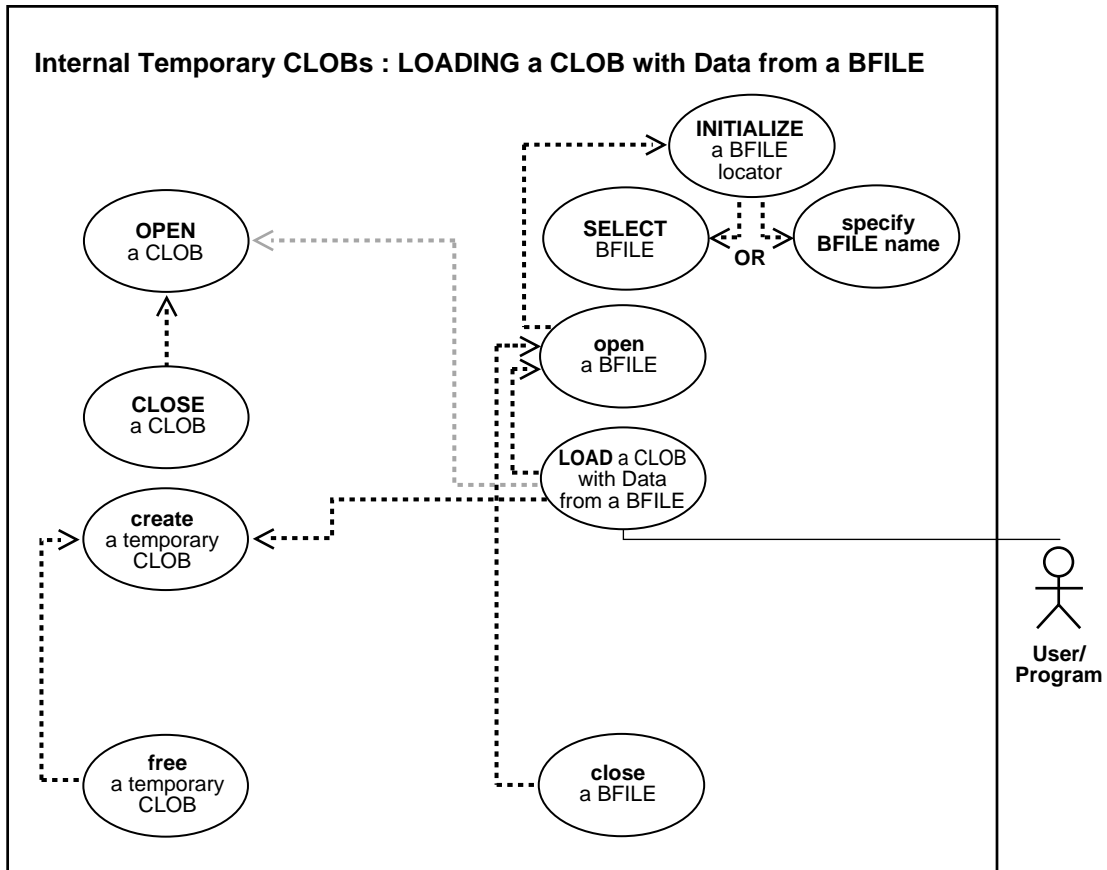 Internal Temporary CLOBs : LOADING a CLOB with Data from a BFILE
INITIALIZE
a BFILE
locator
OPEN
a CLOB
SELECT
BFILE
OR
specify
BFILE name
open
a BFILE
CLOSE
a CLOB
LOAD a CLOB
with Data
from a BFILE
create
a temporary
CLOB
User/
Program
free
a temporary
CLOB
close
a BFILE